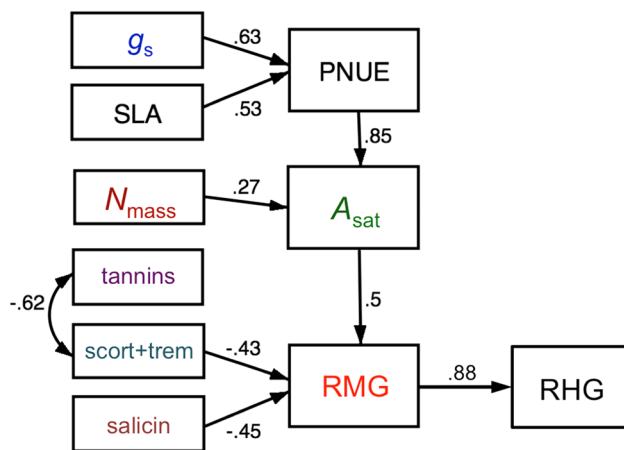 gs
.63
PNUE
SLA
.53
.85
Nmass
.27
Asat
tannins
-.62
.5
scort+trem
-.43
RMG
.88
RHG
salicin
-.45